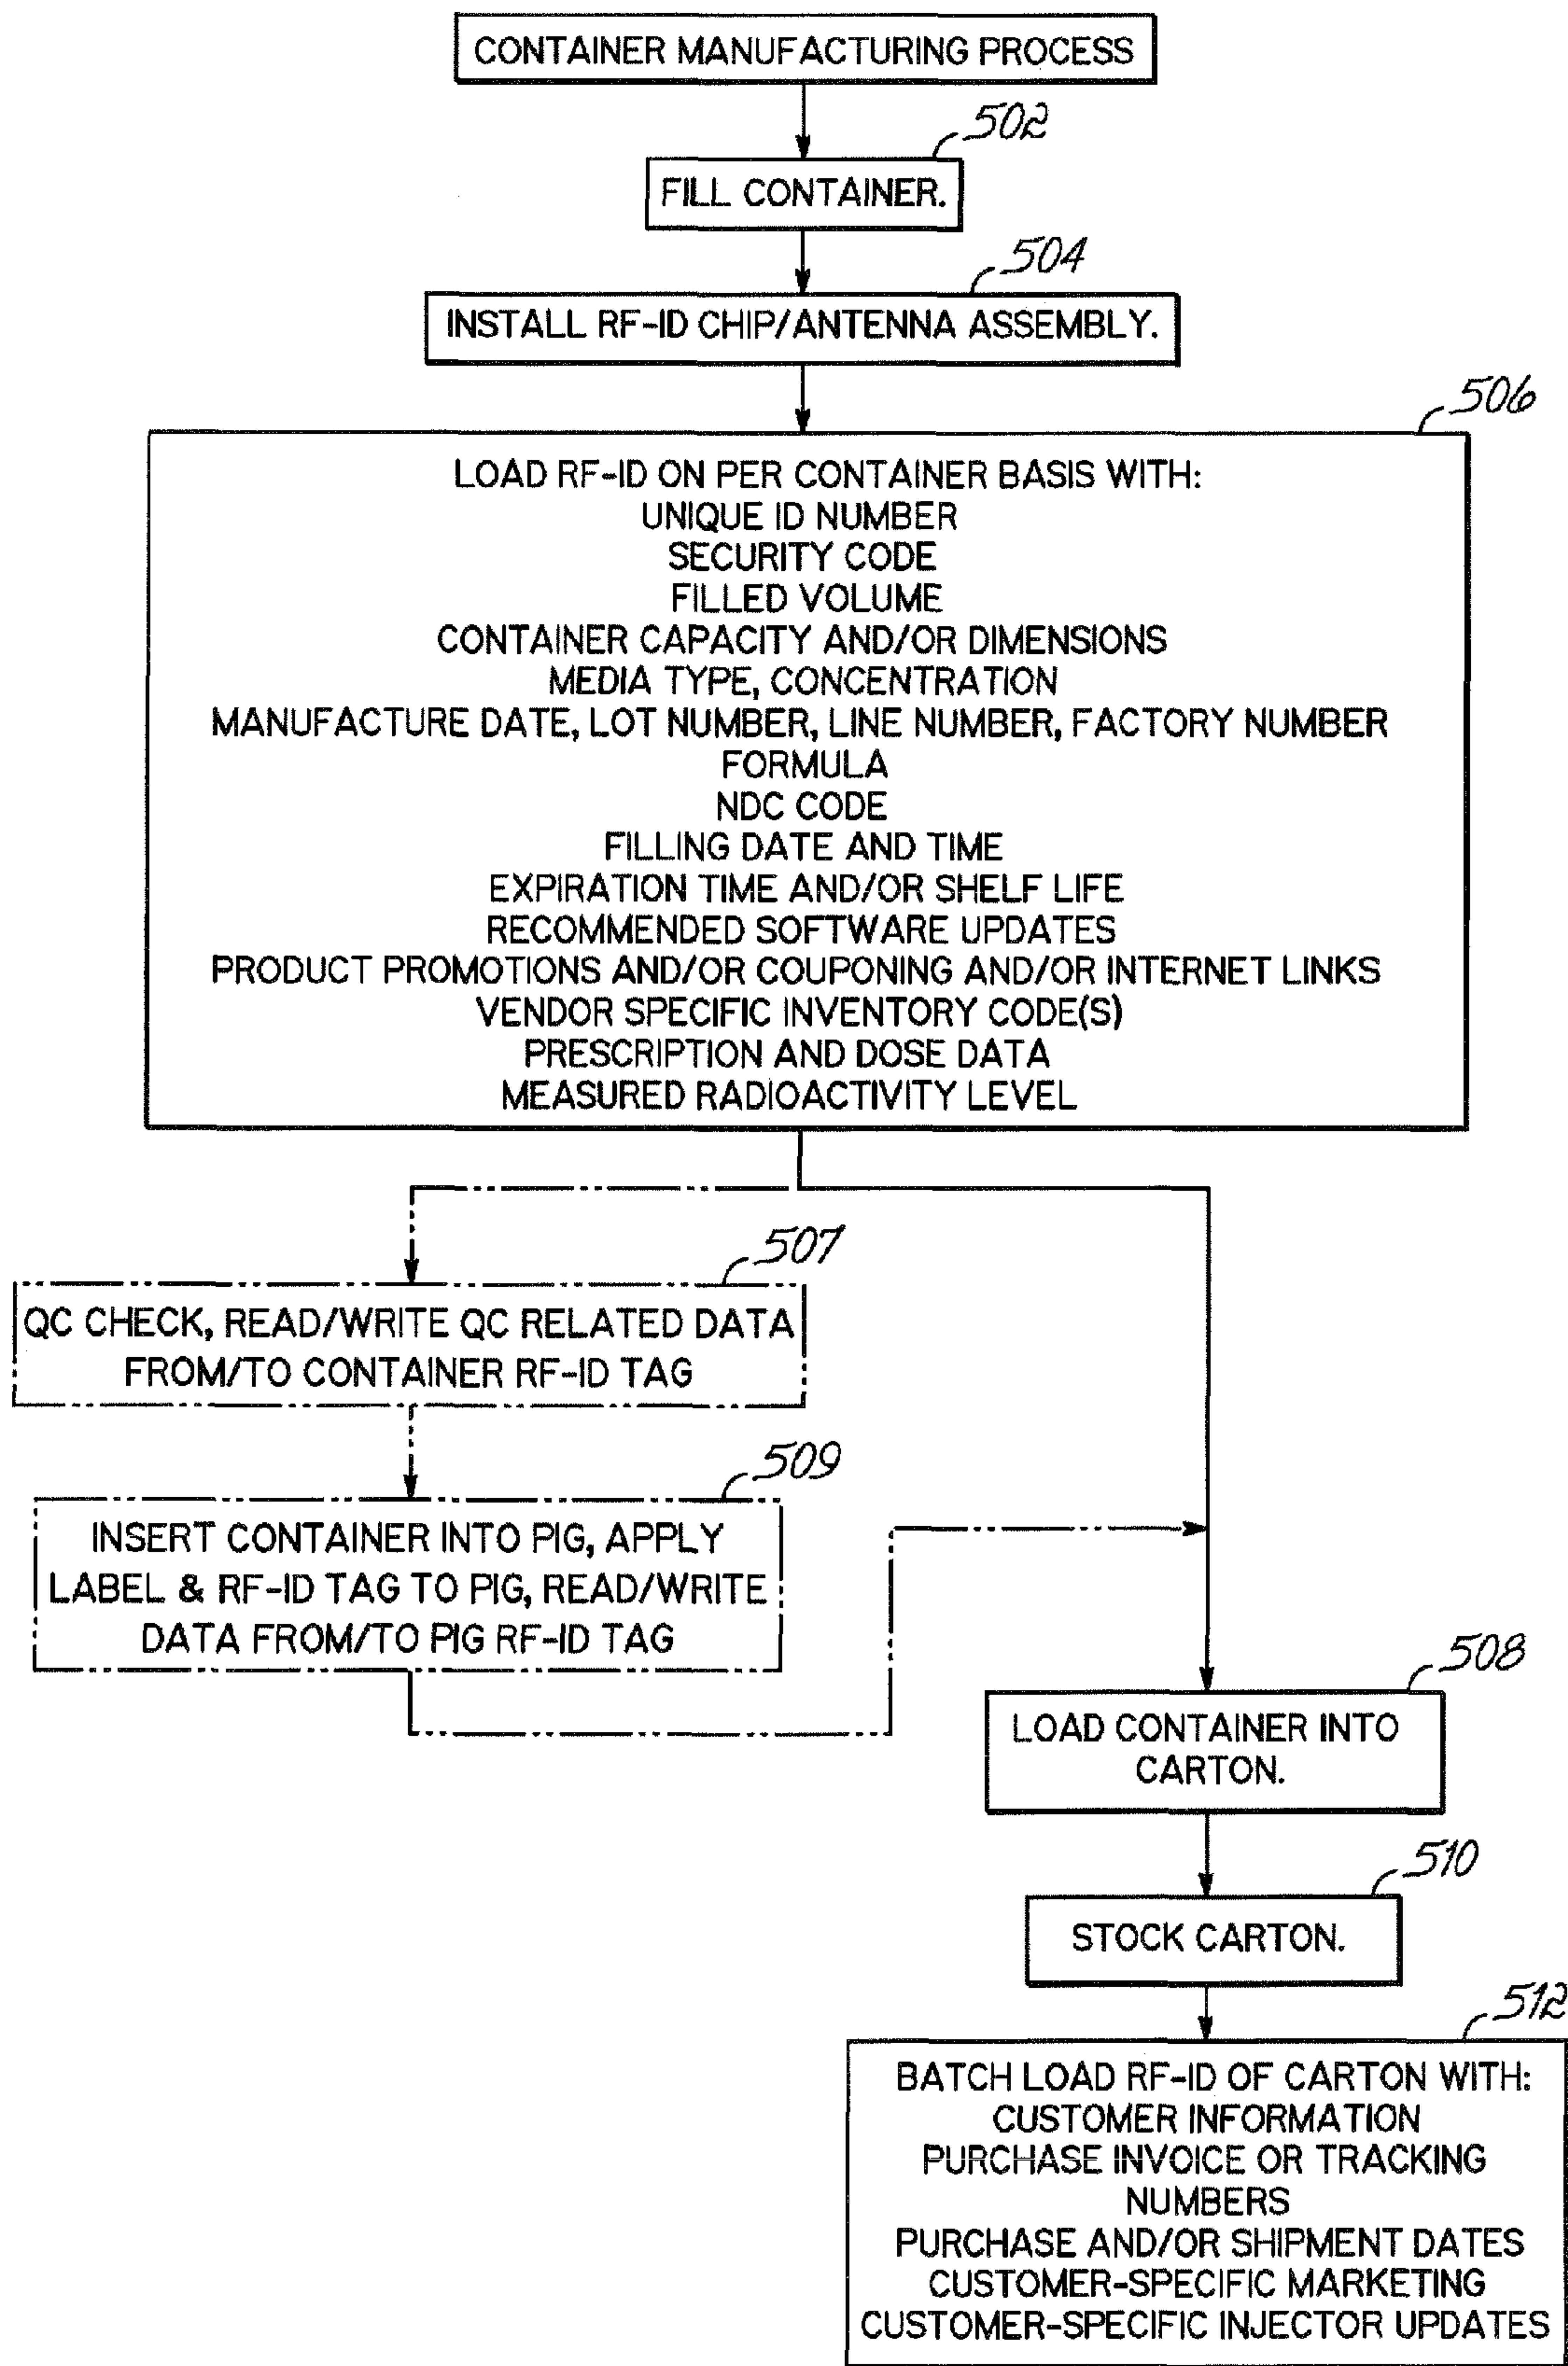 CONTAINER MANUFACTURING PROCESS
502
FILL CONTAINER.
504
INSTALL RF-ID CHIP/ANTENNA ASSEMBLY.
506
LOAD RF-ID ON PER CONTAINER BASIS WITH:
UNIQUE ID NUMBER
SECURITY CODE
FILLED VOLUME
CONTAINER CAPACITY AND/OR DIMENSIONS
MEDIA TYPE, CONCENTRATION
MANUFACTURE DATE, LOT NUMBER, LINE NUMBER, FACTORY NUMBER
FORMULA
NDC CODE
FILLING DATE AND TIME
EXPIRATION TIME AND/OR SHELF LIFE
RECOMMENDED SOFTWARE UPDATES
PRODUCT PROMOTIONS AND/OR COUPONING AND/OR INTERNET LINKS
VENDOR SPECIFIC INVENTORY CODE(S)
PRESCRIPTION AND DOSE DATA
MEASURED RADIOACTIVITY LEVEL
507
QC CHECK, READ/WRITE QC RELATED DATA
FROM/TO CONTAINER RF-ID TAG
509
INSERT CONTAINER INTO PIG, APPLY
LABEL & RF-ID TAG TO PIG, READ/WRITE
DATA FROM/TO PIG RF-ID TAG
508
LOAD CONTAINER INTO
CARTON.
510
STOCK CARTON.
512
BATCH LOAD RF-ID OF CARTON WITH:
CUSTOMER INFORMATION
PURCHASE INVOICE OR TRACKING
NUMBERS
PURCHASE AND/OR SHIPMENT DATES
CUSTOMER-SPECIFIC MARKETING
CUSTOMER-SPECIFIC INJECTOR UPDATES